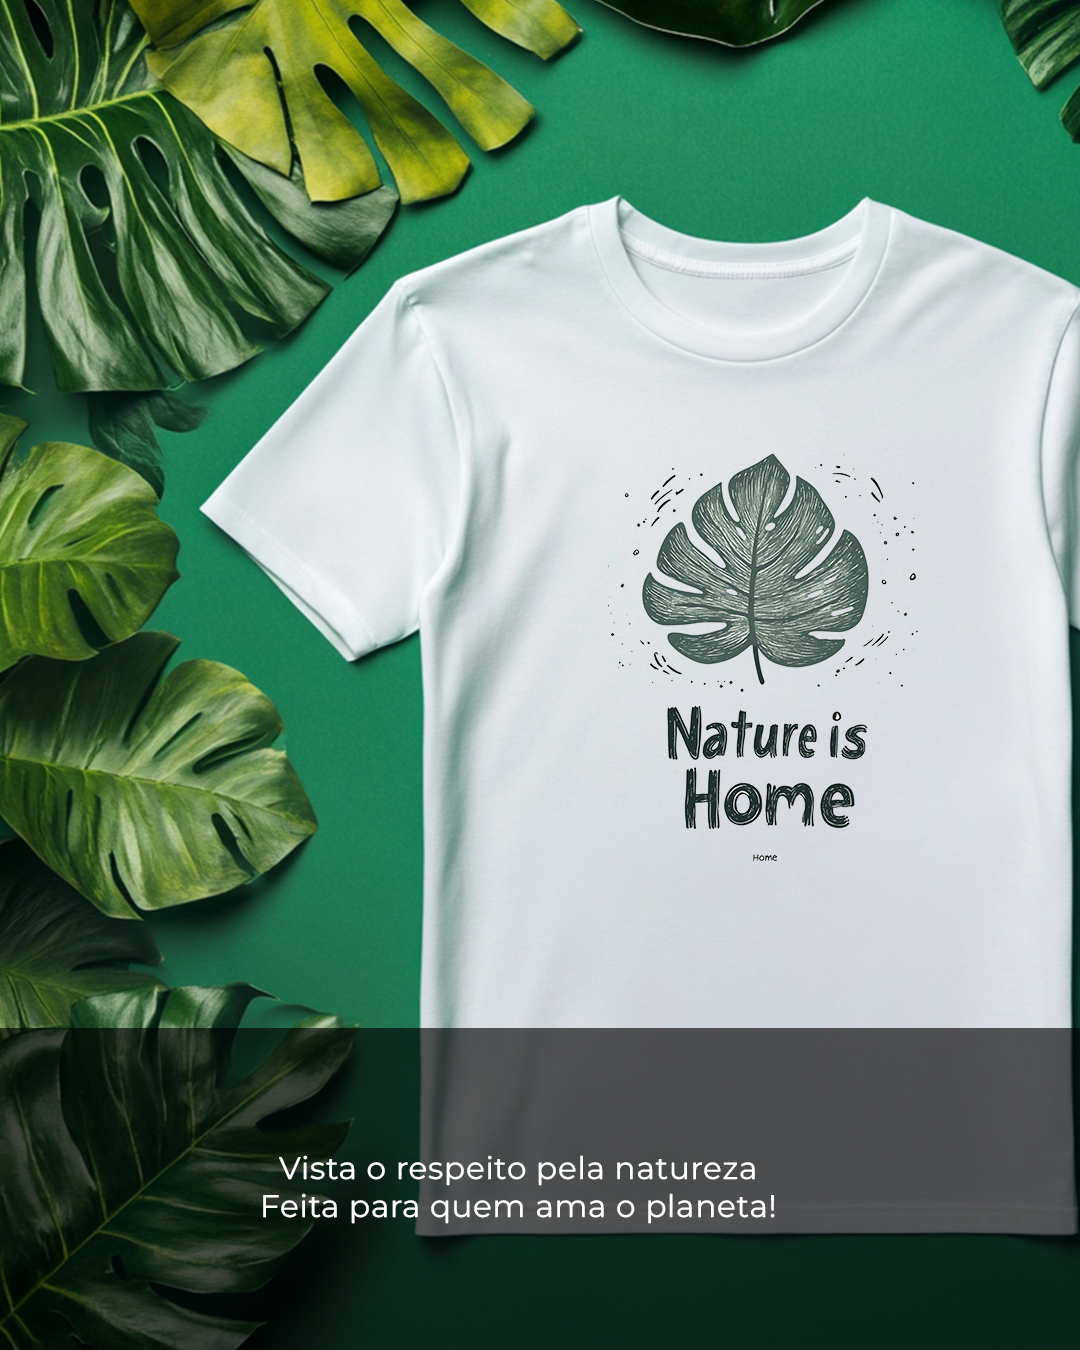 Nature is
Home
Home
Vista o respeito pela natureza
Feita para quem ama o planeta!